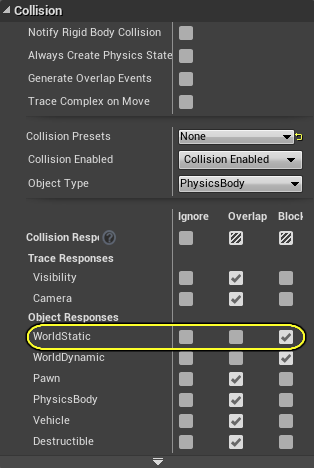 Collision
Notify Rigid Body Collision
Always Create Physics State
Generate Overlap Events
Trace Complex on Move
Collision Presets None
Collision Enabled Collision Enabled
Object Type PhysicsBody
Ignore Overlap Block
Collision Respo ?
Trace Responses
Visibility
Camera
Object Responses
WorldStatic
WorldDynamic
Pawn
PhysicsBody
Vehicle
Destructible